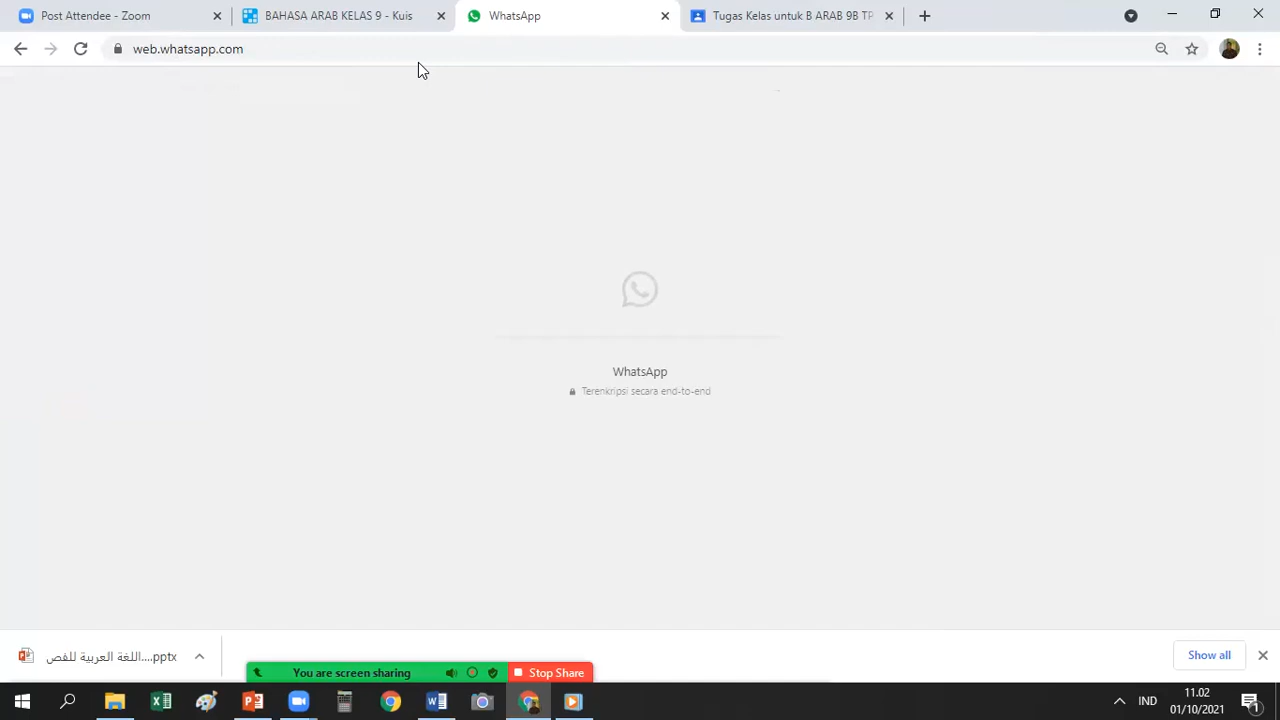 Post Attendee - Zoom
BAHASA ARAB KELAS 9 - Kuis
WhatsApp
Tugas Kelas untuk B ARAB 9B TP
web.whatsapp.com
WhatsApp
Terenkripsi secara end-to-end
اللغة العربية للفص....pptx
Show all
You are screen sharing
Stop Share
IND
11.02
01/10/2021
1